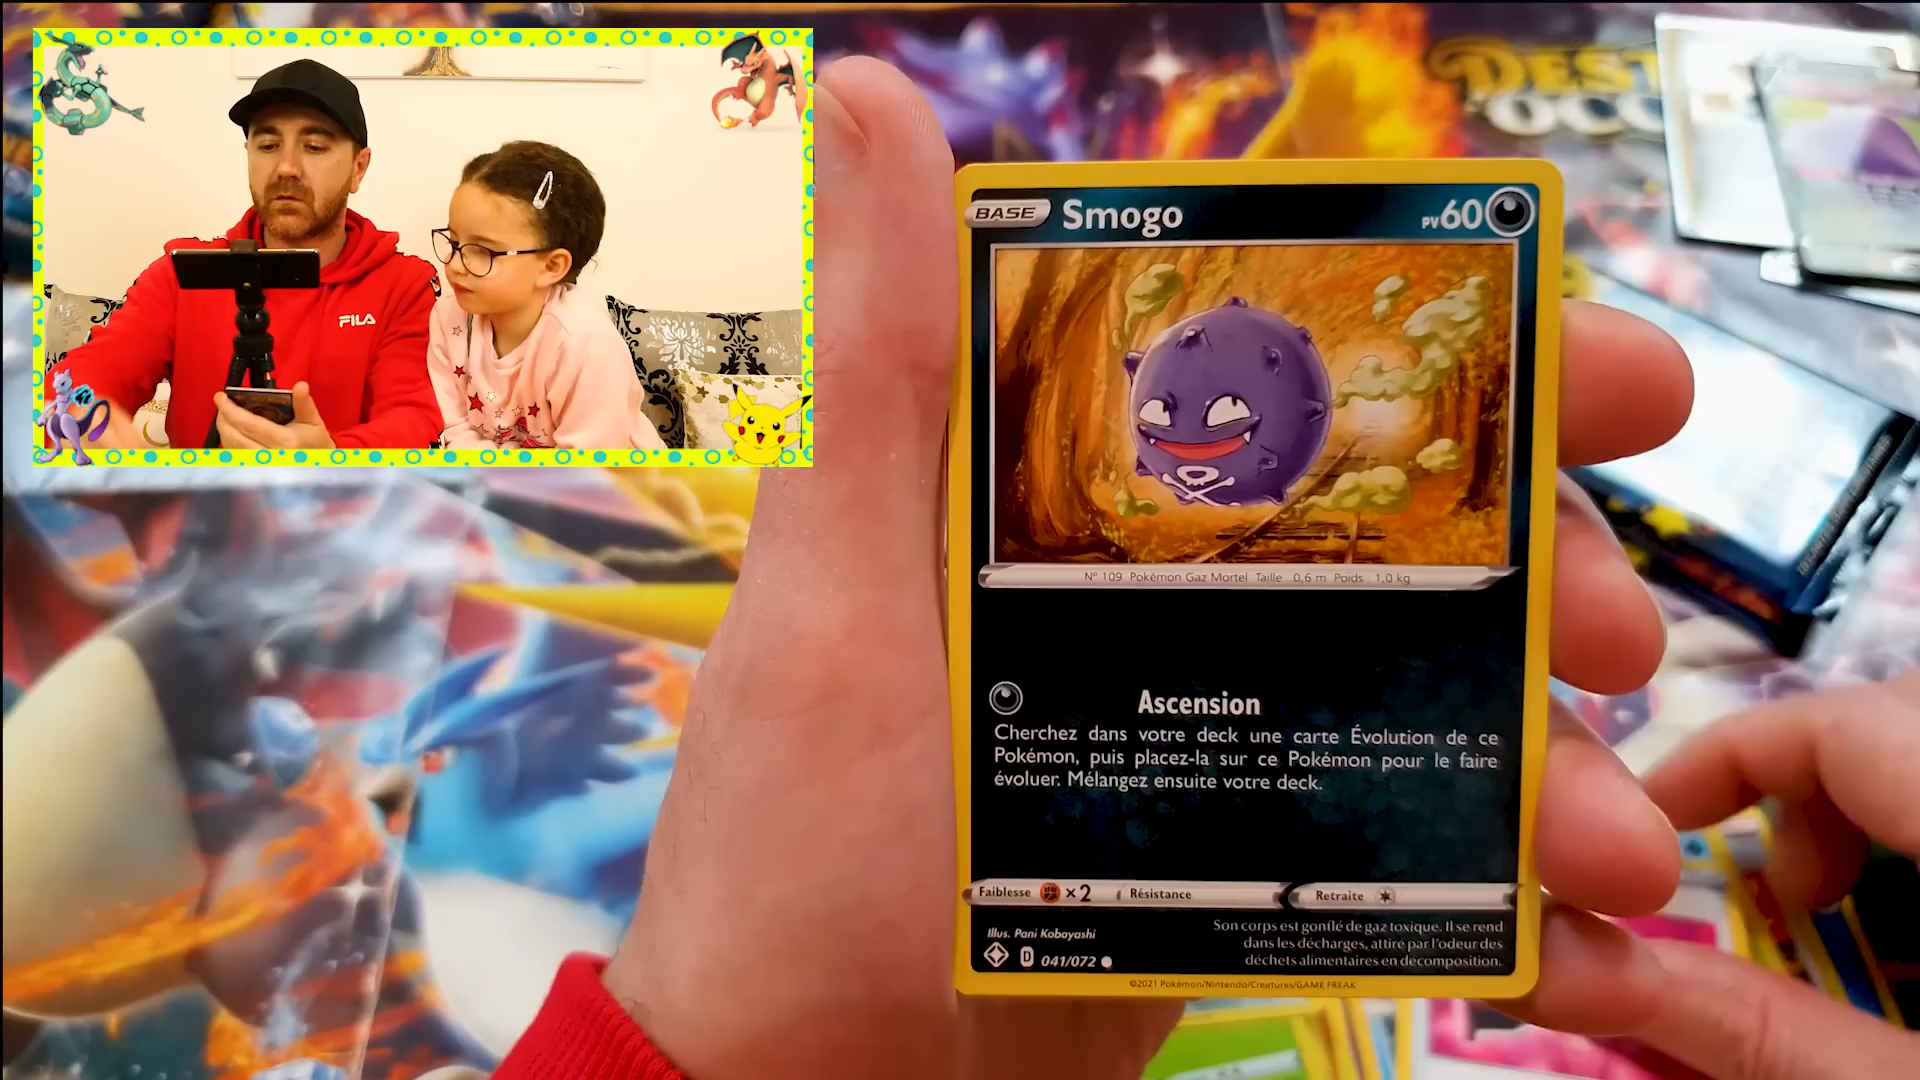 FILA
DEST
OCC
BASE Smogo PV60
N° 109 Pokémon Gaz Mortel Taille : 0,6 m Poids : 1,0 kg
Ascension
Cherchez dans votre deck une carte Évolution de ce
Pokémon, puis placez-la sur ce Pokémon pour le faire
évoluer. Mélangez ensuite votre deck.
Faiblesse ×2 Résistance Retraite
Illus. Pani Kobayashi
D 041/072
Son corps est gonflé de gaz toxique. Il se rend
dans les décharges, attiré par l'odeur des
déchets alimentaires en décomposition.
©2021 Pokémon/Nintendo/Creatures/GAME FREAK